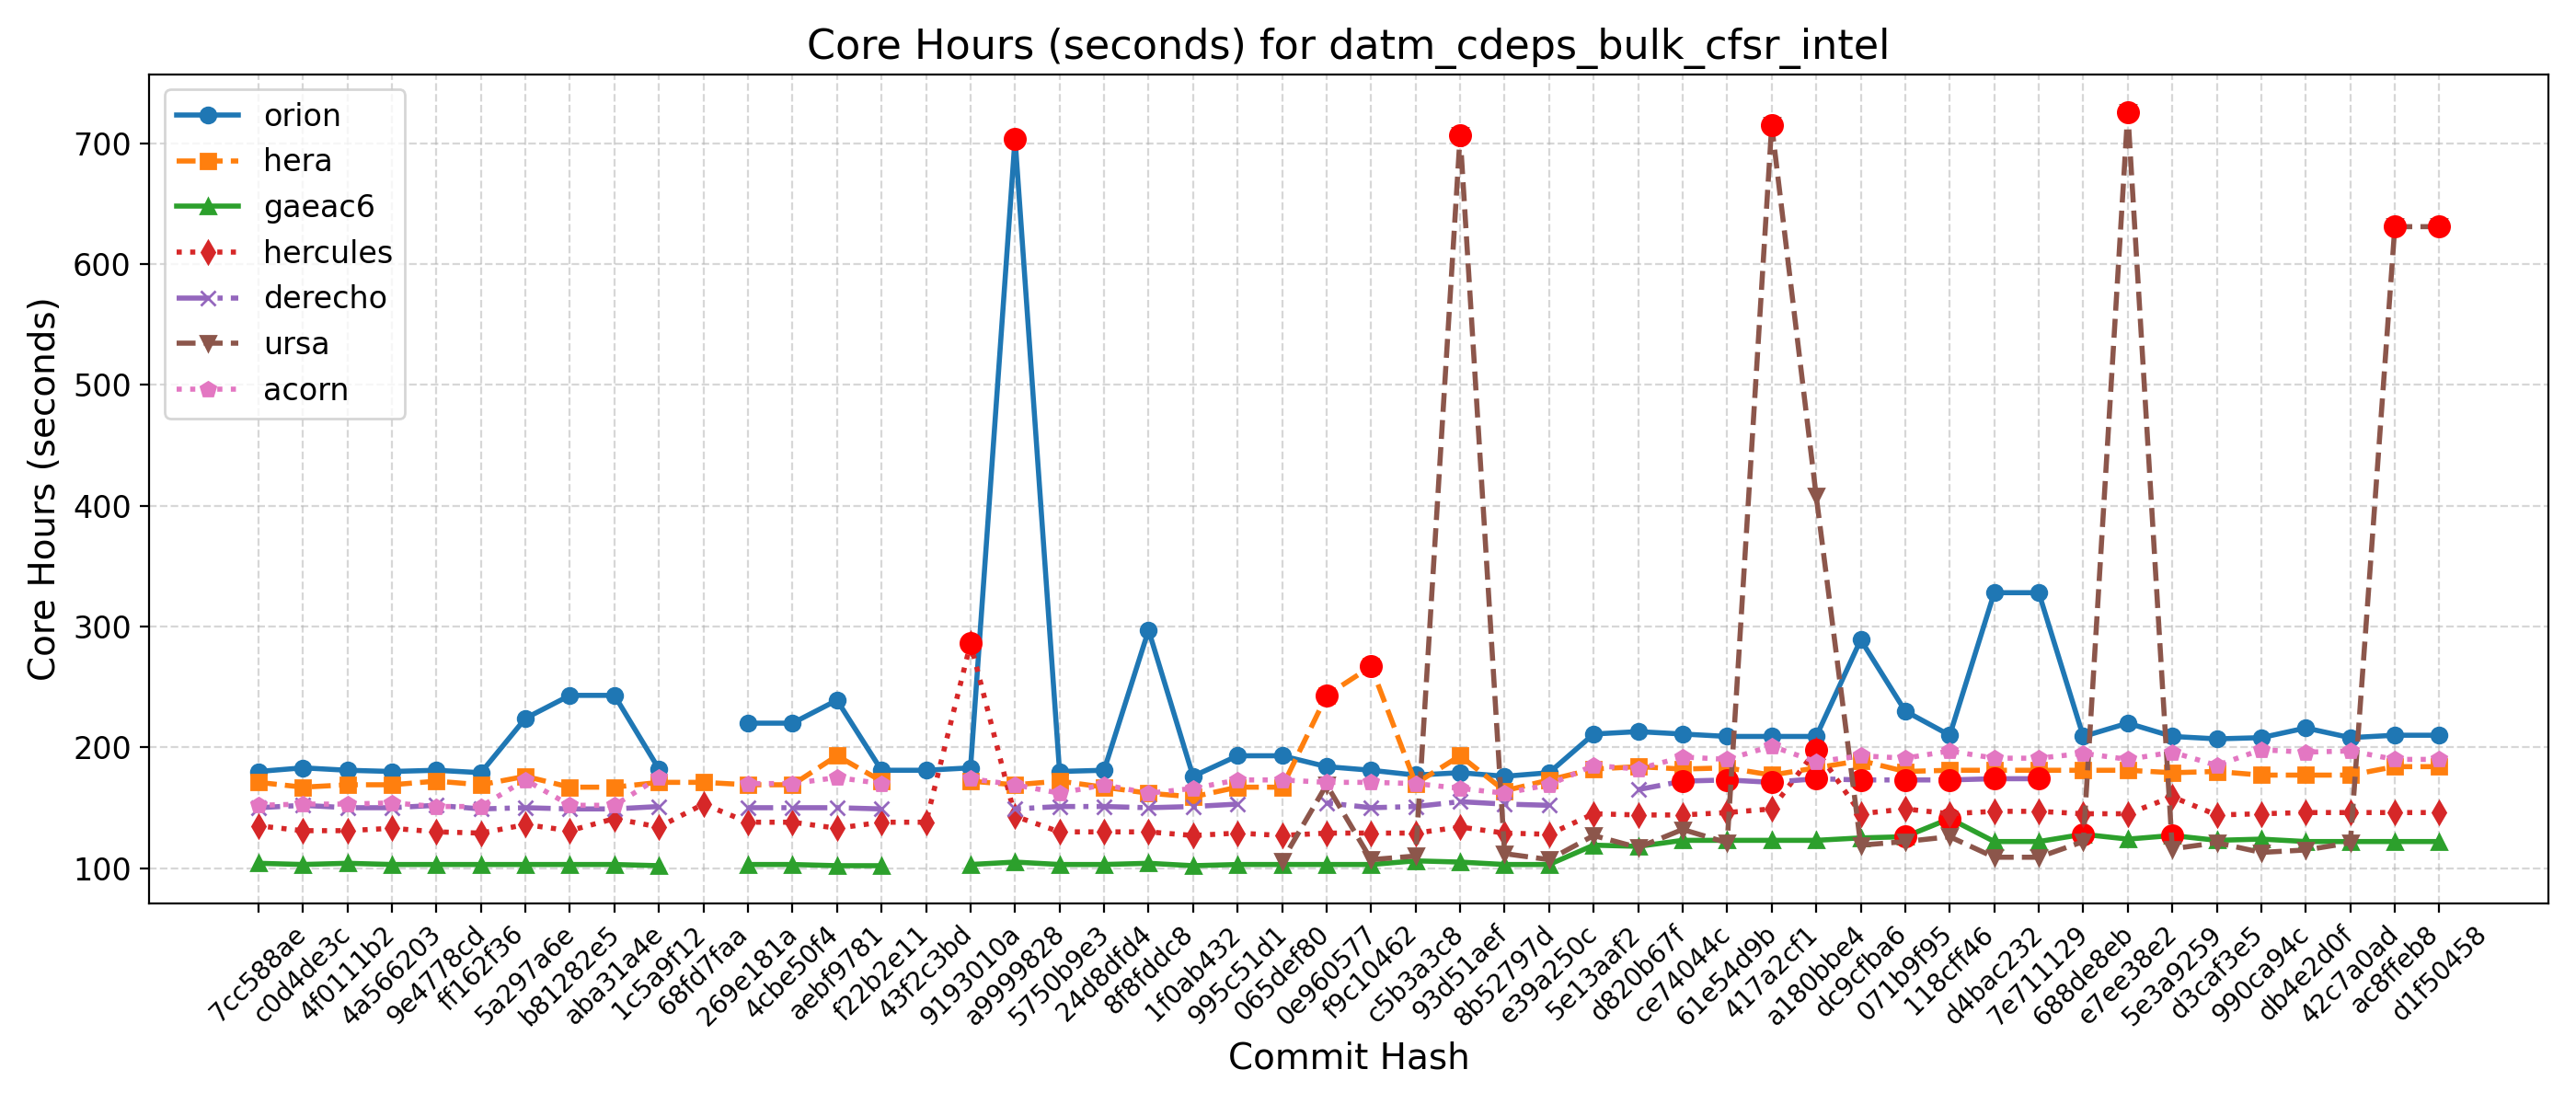 Core Hours (seconds) for datm_cdeps_bulk_cfsr_intel
orion
hera
gaeac6
hercules
derecho
ursa
acorn
Core Hours (seconds)
700
600
500
400
300
200
100
7cc588ae
c0d4de3c
4f0111b2
4a566203
9e4778cd
ff162f36
5a297a6e
b81282e5
aba31a4e
1c5a9f12
68fd7faa
269e181a
4cbe50f4
aebf9781
f22b2e11
43f2c3bd
9193010a
a9999828
5750b9e3
24d8dfd4
8f8fddc8
1f0ab432
995c51d1
065def80
0e960577
f9c10462
c5b3a3c8
93d51aef
8b52797d
e39a250c
5e13aaf2
d820b67f
ce74044c
61e54d9b
417a2cf1
a180bbe4
dc9cfba6
071b9f95
118cff46
d4bac232
7e711129
688de8eb
e7ee38e2
5e3a9259
d3caf3e5
990ca94c
db4e2d0f
42c7a0ad
ac8ffeb8
d1f50458
Commit Hash